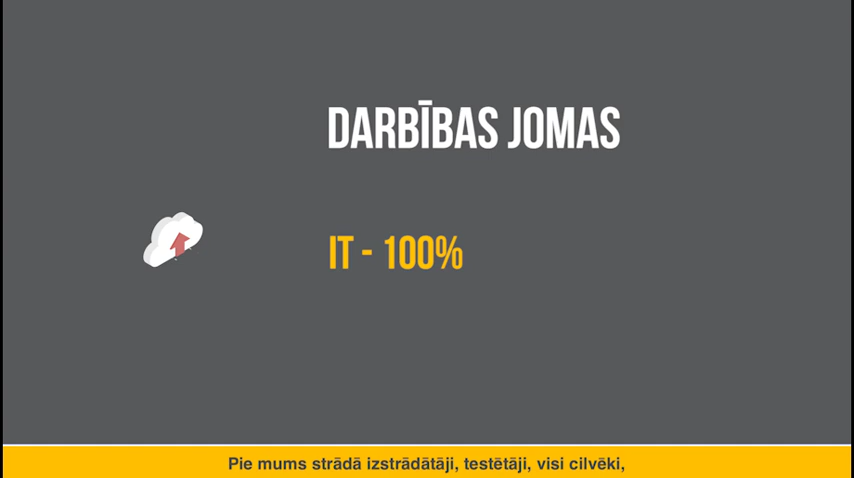 DARBĪBAS JOMAS
IT - 100%
Pie mums strādā izstrādātāji, testētāji, visi cilvēki,